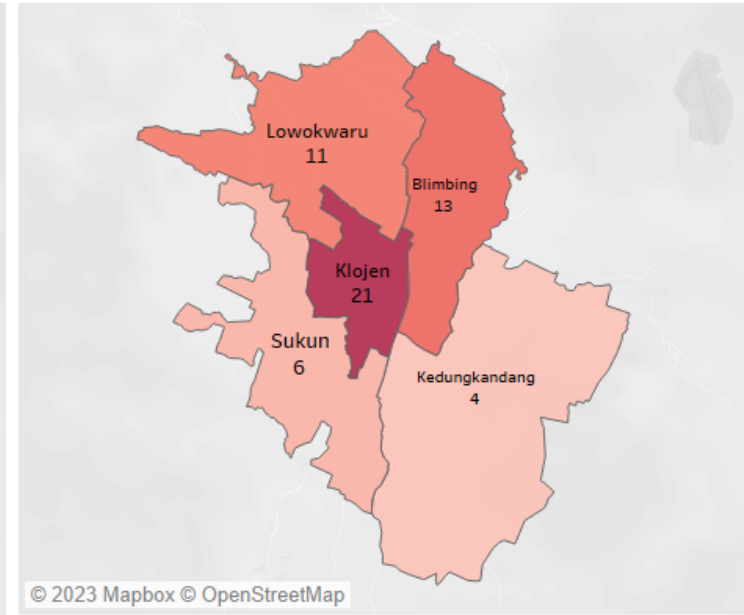 Lowokwaru
11
Blimbing
13
Klojen
21
Sukun
6
Kedungkandang
4
© 2023 Mapbox © OpenStreetMap